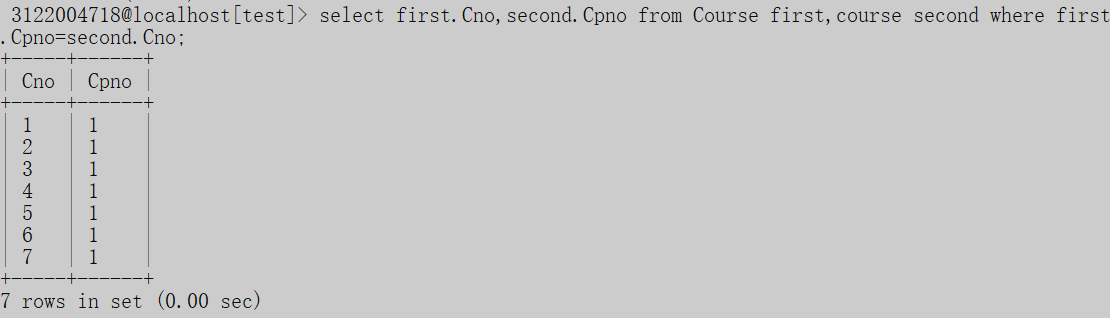 3122004718@localhost[test]> select first.Cno,second.Cpno from Course first,course second where first
.Cpno=second.Cno;
+-----+------+
| Cno | Cpno |
+-----+------+
| 1 | 1 |
| 2 | 1 |
| 3 | 1 |
| 4 | 1 |
| 5 | 1 |
| 6 | 1 |
| 7 | 1 |
+-----+------+
7 rows in set (0.00 sec)